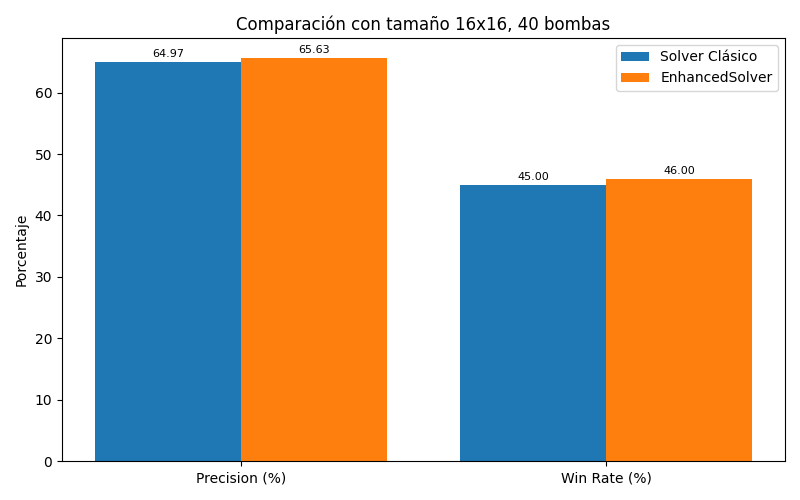 Comparación con tamaño 16x16, 40 bombas
Solver Clásico
EnhancedSolver
64.97
65.63
45.00
46.00
Porcentaje
60
50
40
30
20
10
0
Precision (%)
Win Rate (%)